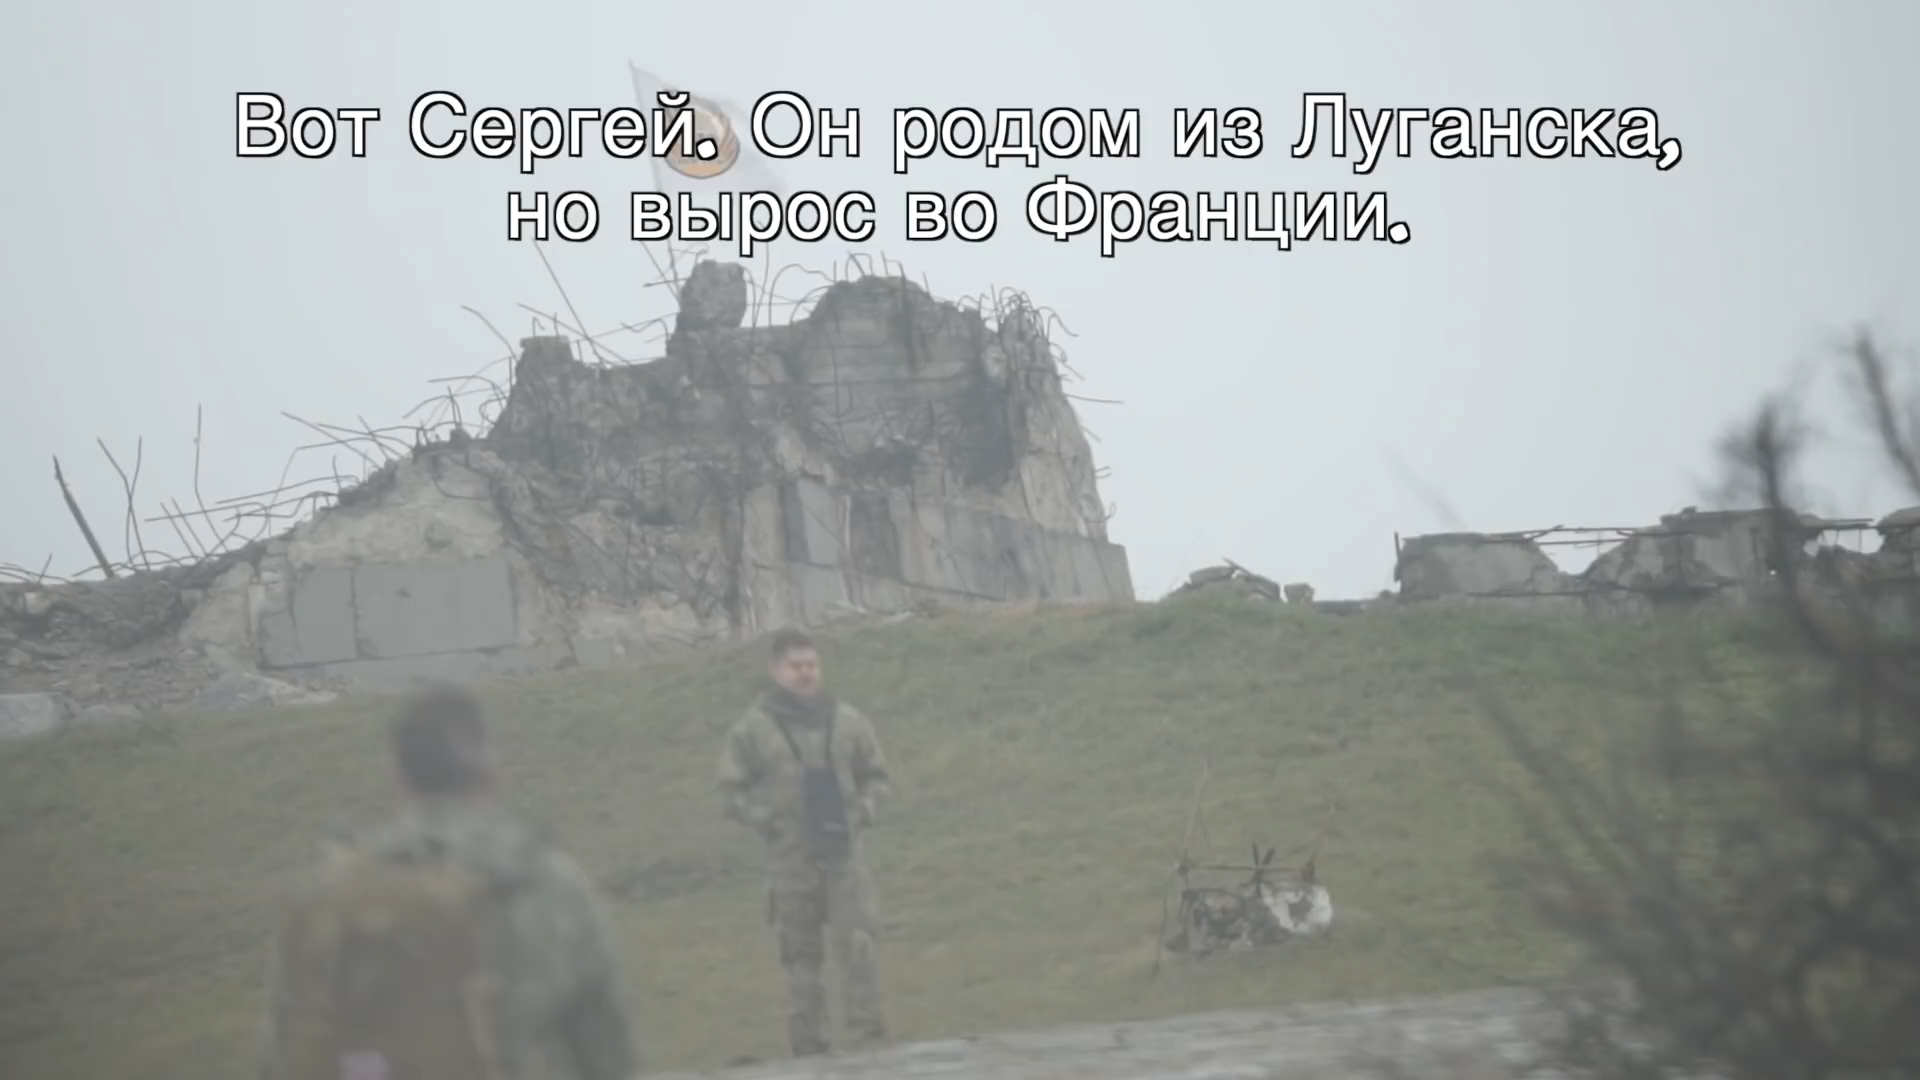 Вот Сергей. Он родом из Луганска,
но вырос во Франции.